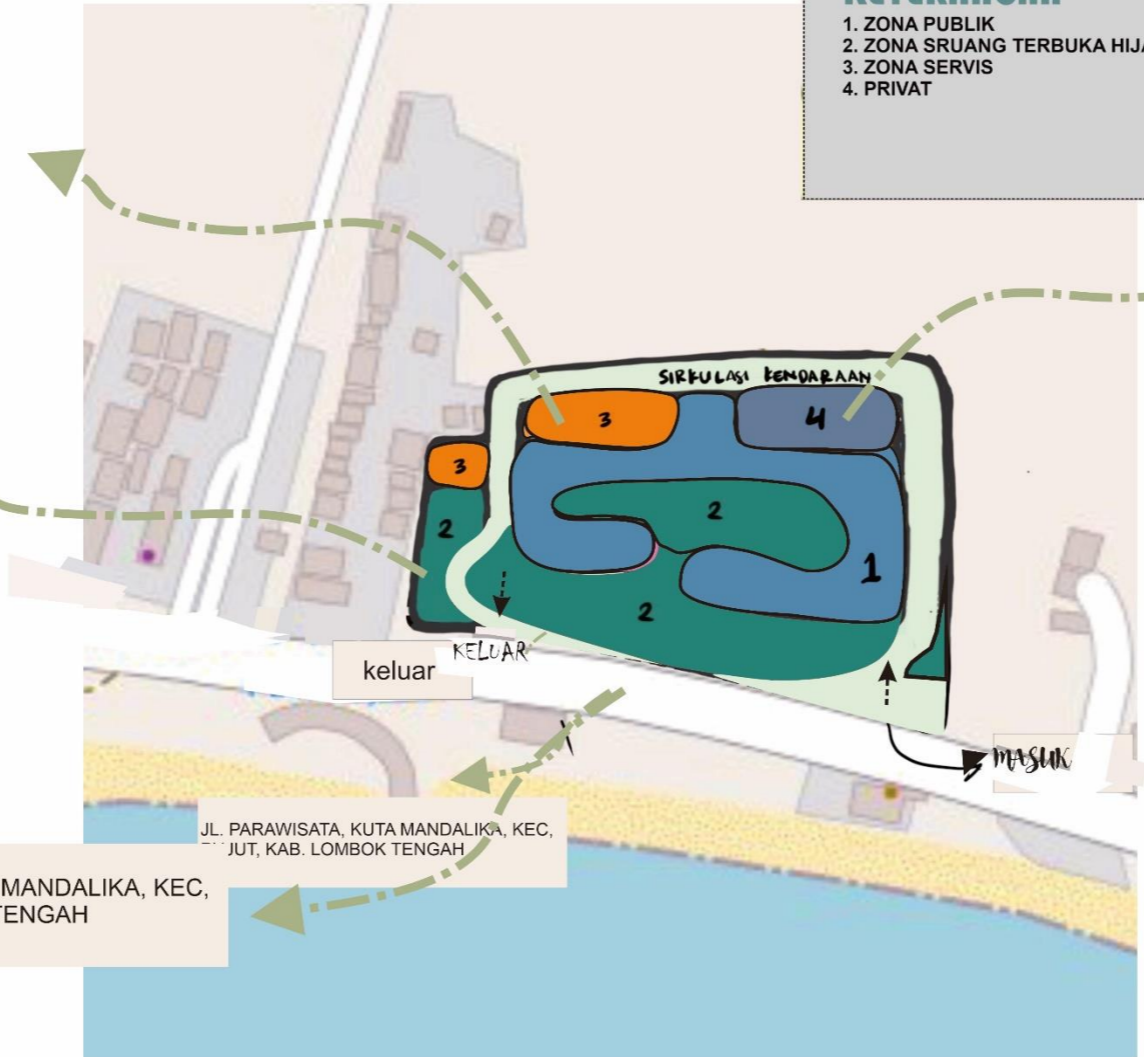 1. ZONA PUBLIK
2. ZONA SRUANG TERBUKA HIJA
3. ZONA SERVIS
4. PRIVAT
SIRKULASI KENDARAAN
3
4
3
2
2
1
2
KELUAR
keluar
MASUK
JL. PARAWISATA, KUTA MANDALIKA, KEC,
JUT, KAB. LOMBOK TENGAH
MANDALIKA, KEC,
TENGAH